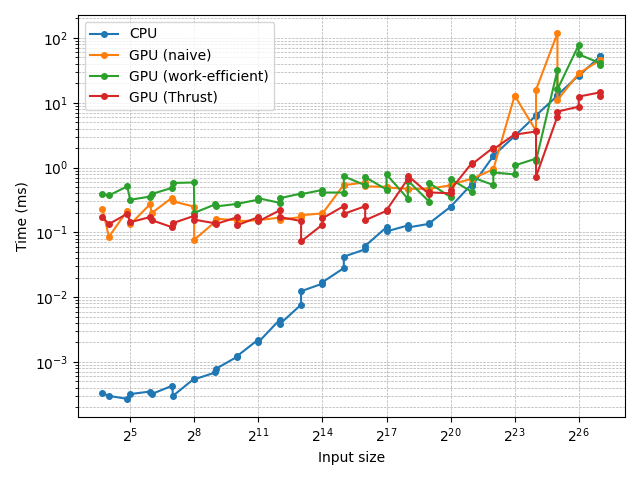 CPU
GPU (naive)
GPU (work-efficient)
GPU (Thrust)
Time (ms)
10²
10¹
10⁰
10⁻¹
10⁻²
10⁻³
2⁵ 2⁸ 2¹¹ 2¹⁴ 2¹⁷ 2²⁰ 2²³ 2²⁶
Input size